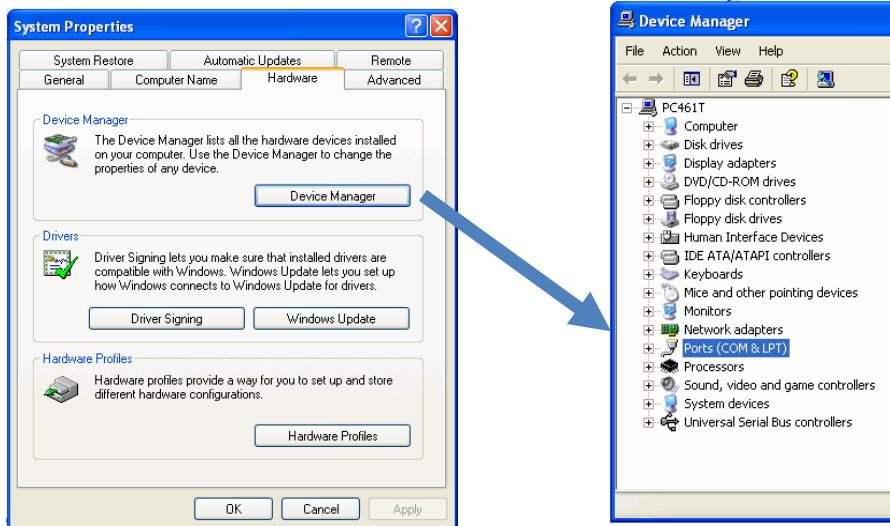 System Properties
System Restore Automatic Updates Remote
General Computer Name Hardware Advanced
Device Manager
The Device Manager lists all the hardware devices installed
on your computer. Use the Device Manager to change the
properties of any device.
Device Manager
Drivers
Driver Signing lets you make sure that installed drivers are
compatible with Windows. Windows Update lets you set up
how Windows connects to Windows Update for drivers.
Driver Signing Windows Update
Hardware Profiles
Hardware profiles provide a way for you to set up and store
different hardware configurations.
Hardware Profiles
OK Cancel Apply
Device Manager
File Action View Help
PC461T
Computer
Disk drives
Display adapters
DVD/CD-ROM drives
Floppy disk controllers
Floppy disk drives
Human Interface Devices
IDE ATA/ATAPI controllers
Keyboards
Mice and other pointing devices
Monitors
Network adapters
Ports (COM & LPT)
Processors
Sound, video and game controllers
System devices
Universal Serial Bus controllers